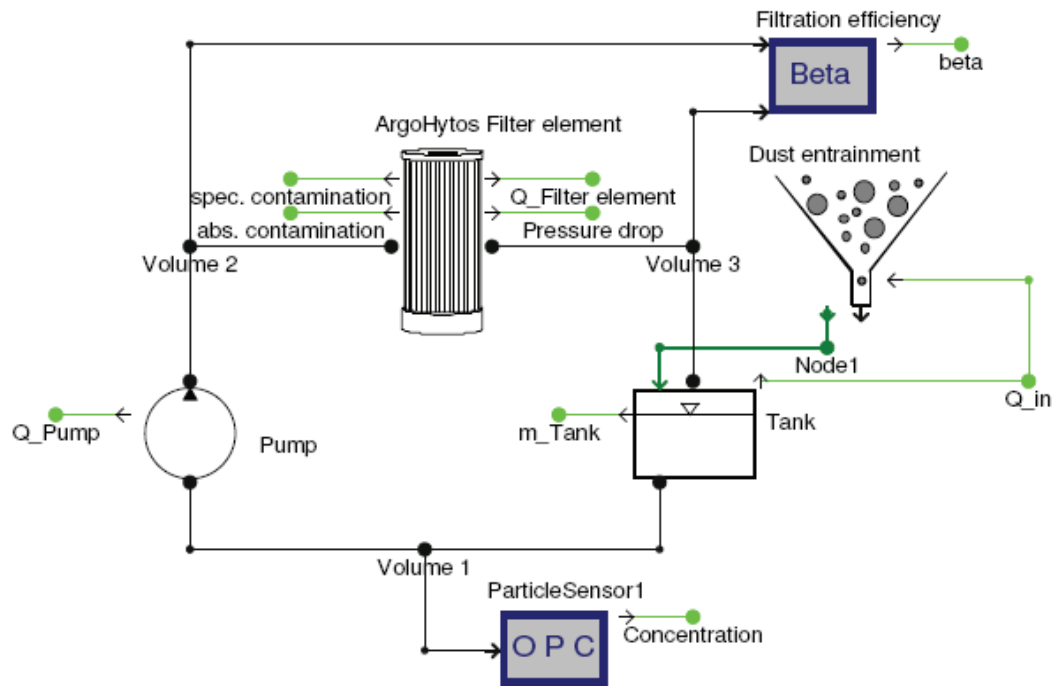 Filtration efficiency
Beta
beta
ArgoHytos Filter element
Dust entrainment
spec. contamination
Q_Filter element
abs. contamination
Pressure drop
Volume 2
Volume 3
Node1
Q_in
Q_Pump
Pump
m_Tank
Tank
Volume 1
ParticleSensor1
O P C
Concentration